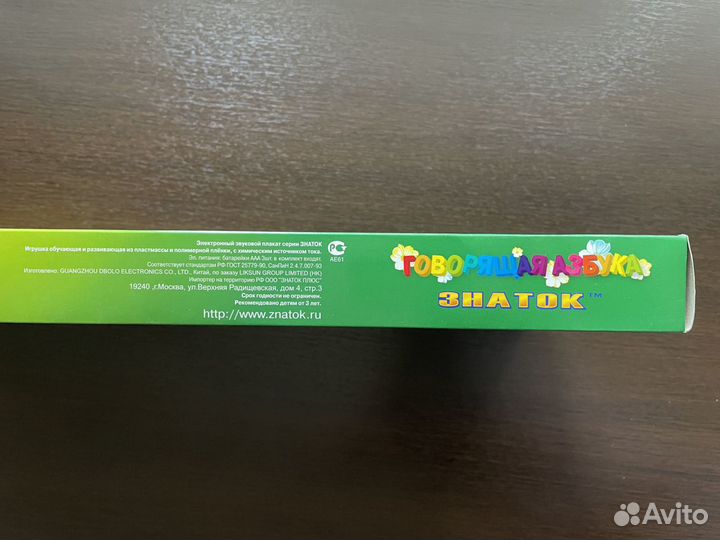 Электронный звуковой плакат серии ЗНАТОК
Игрушка обучающая и развивающая из пластмассы и полимерной плёнки, с химическим источником тока.
Эл. питания: батарейки ААА 3шт. в комплект не входят.
Соответствует стандартам РФ ГОСТ 25779-90, СанПиН 2.4.7.007-93
Изготовлено: GUANGZHOU DBOLO ELECTRONICS CO., LTD., Китай, по заказу LIKSUN GROUP LIMITED (HK)
Импортер на территорию РФ ООО "ЗНАТОК ПЛЮС"
19240 ,г.Москва, ул.Верхняя Радищевская, дом 4, стр.3
Срок годности не ограничен.
Рекомендовано детям от 3 лет.
http://www.znatok.ru
РСТ
АЕ61
ГОВОРЯЩАЯ АЗБУКА
ЗНАТОК™
Avito